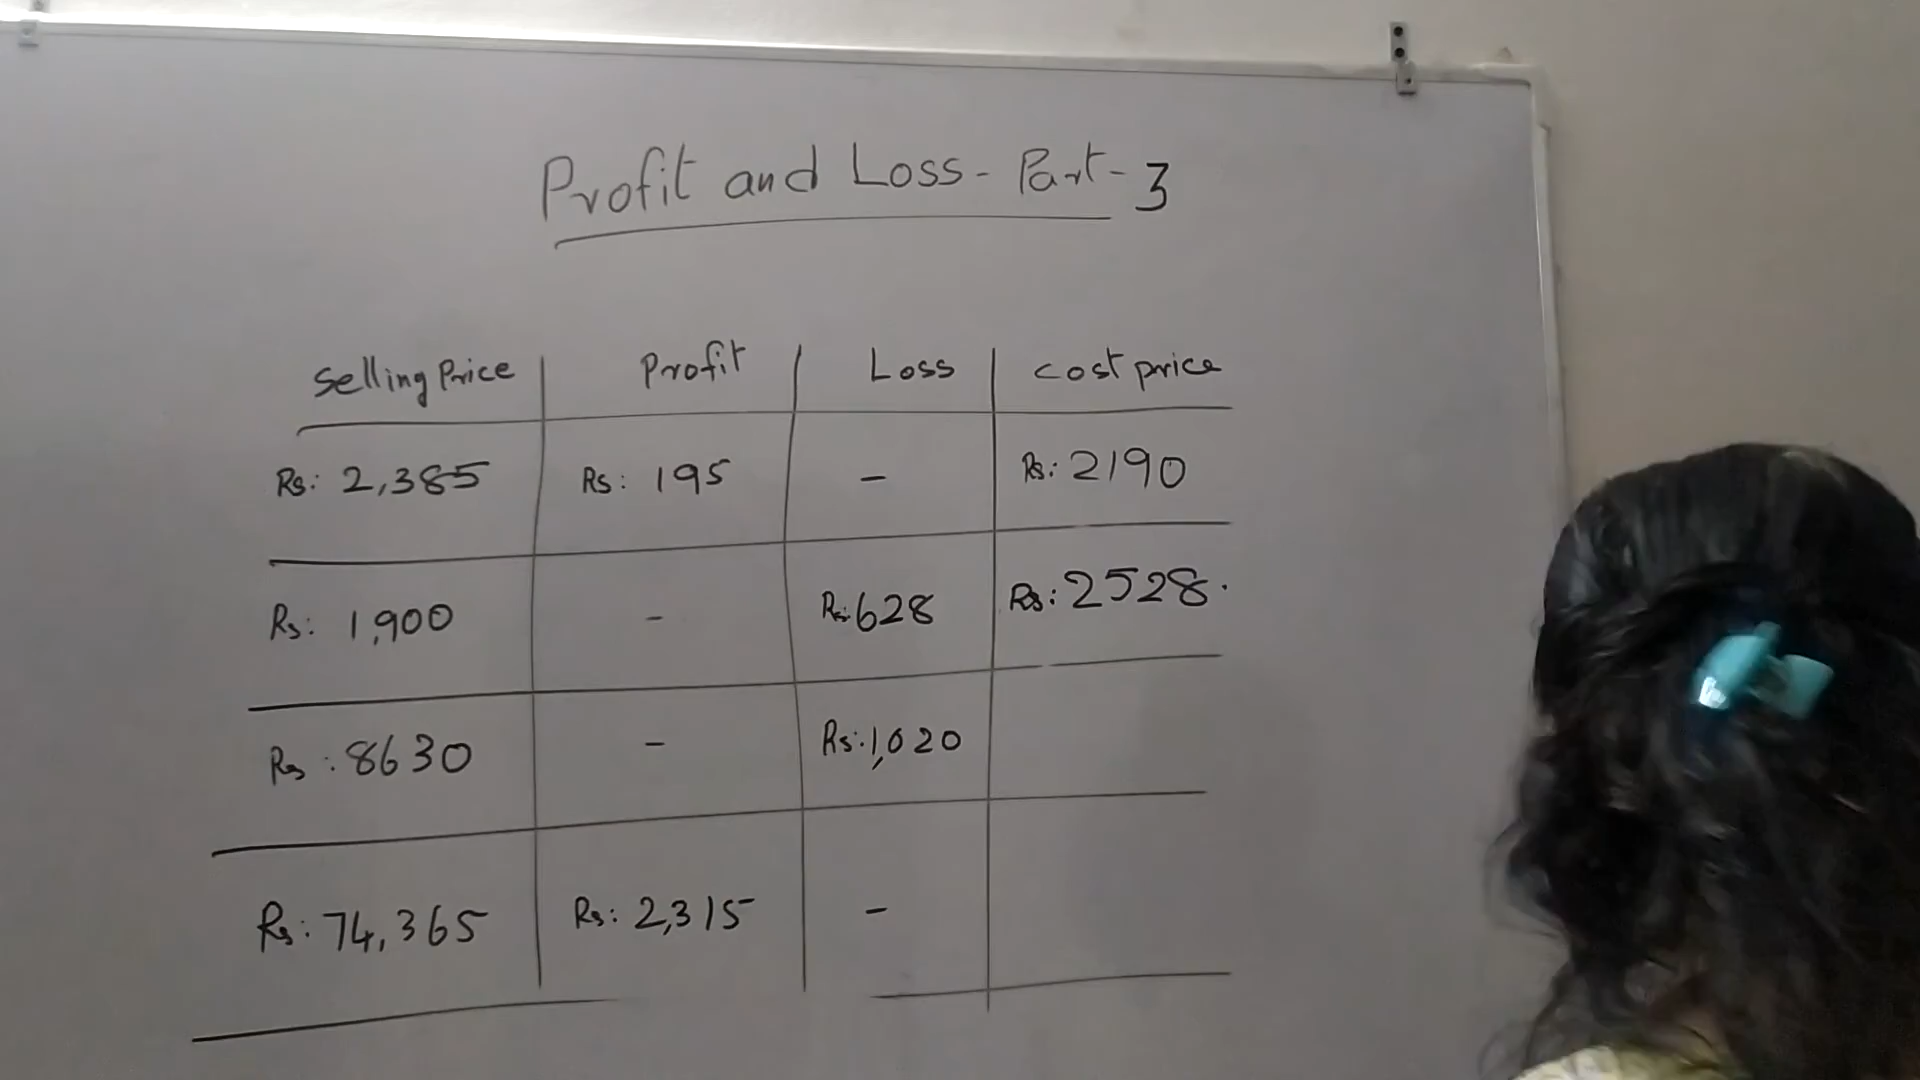 Profit and Loss - Part - 3
Selling Price Profit Loss Cost price
Rs: 2,385 Rs: 195 - Rs: 2190
Rs: 1,900 - Rs: 628 Rs: 2528.
Rs: 8630 - Rs: 1,020
Rs: 74,365 Rs: 2,315 -